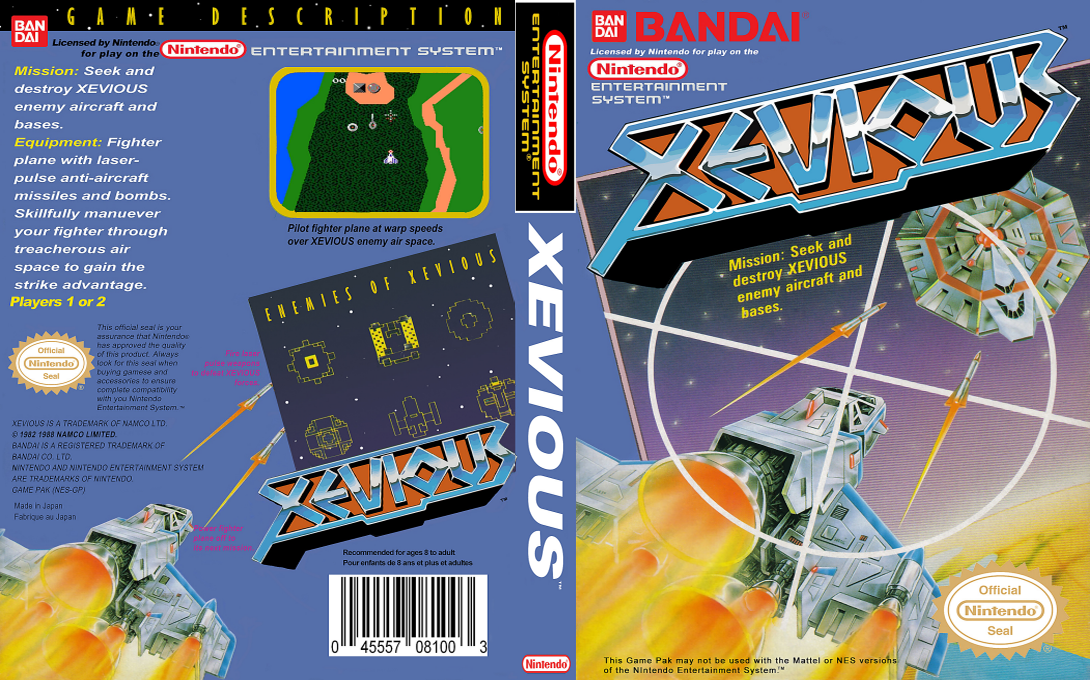 GAME DESCRIPTION
BAN
DAI
Licensed by Nintendo®
for play on the
Nintendo®
ENTERTAINMENT SYSTEM™
Mission: Seek and
destroy XEVIOUS
enemy aircraft and
bases.
Equipment: Fighter
plane with laser-
pulse anti-aircraft
missiles and bombs.
Skillfully manuever
your fighter through
treacherous air
space to gain the
strike advantage.
Players 1 or 2
Pilot fighter plane at warp speeds
over XEVIOUS enemy air space.
ENEMIES OF XEVIOUS
Official
Nintendo®
Seal
This official seal is your
assurance that Nintendo®
has approved the quality
of this product. Always
look for this seal when
buying gamese and
accessories to ensure
complete compatibility
with you Nintendo
Entertainment System.™
XEVIOUS IS A TRADEMARK OF NAMCO LTD.
© 1982 1988 NAMCO LIMITED.
BANDAI IS A REGISTERED TRADEMARK OF
BANDAI CO. LTD.
NINTENDO AND NINTENDO ENTERTAINMENT SYSTEM
ARE TRADEMARKS OF NINTENDO.
GAME PAK (NES-GP)
Made in Japan
Fabrique au Japan
XEVIOUS™
Recommended for ages 8 to adult
Pour enfants de 8 ans et plus et adultes
0 45557 08100 3
Nintendo®
ENTERTAINMENT
SYSTEM®
XEVIOUS™
Nintendo
BAN
DAI
BANDAI®
Licensed by Nintendo for play on the
Nintendo®
ENTERTAINMENT
SYSTEM™
XEVIOUS™
Mission: Seek and
destroy XEVIOUS
enemy aircraft and
bases.
Official
Nintendo®
Seal
This Game Pak may not be used with the Mattel or NES versions
of the NIntendo Entertainment System.™